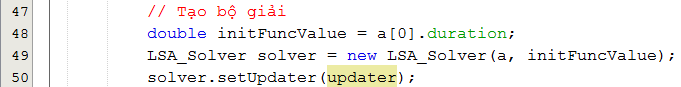 47 // Tạo bộ giải
48 double initFuncValue = a[0].duration;
49 LSA_Solver solver = new LSA_Solver(a, initFuncValue);
50 solver.setUpdater(updater);